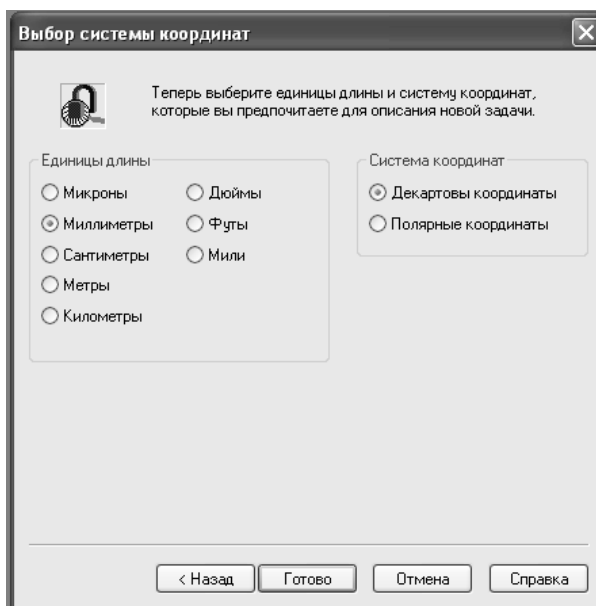 Выбор системы координат
Теперь выберите единицы длины и систему координат,
которые вы предпочитаете для описания новой задачи.
Единицы длины
Микроны
Миллиметры
Сантиметры
Метры
Километры
Дюймы
Футы
Мили
Система координат
Декартовы координаты
Полярные координаты
< Назад
Готово
Отмена
Справка